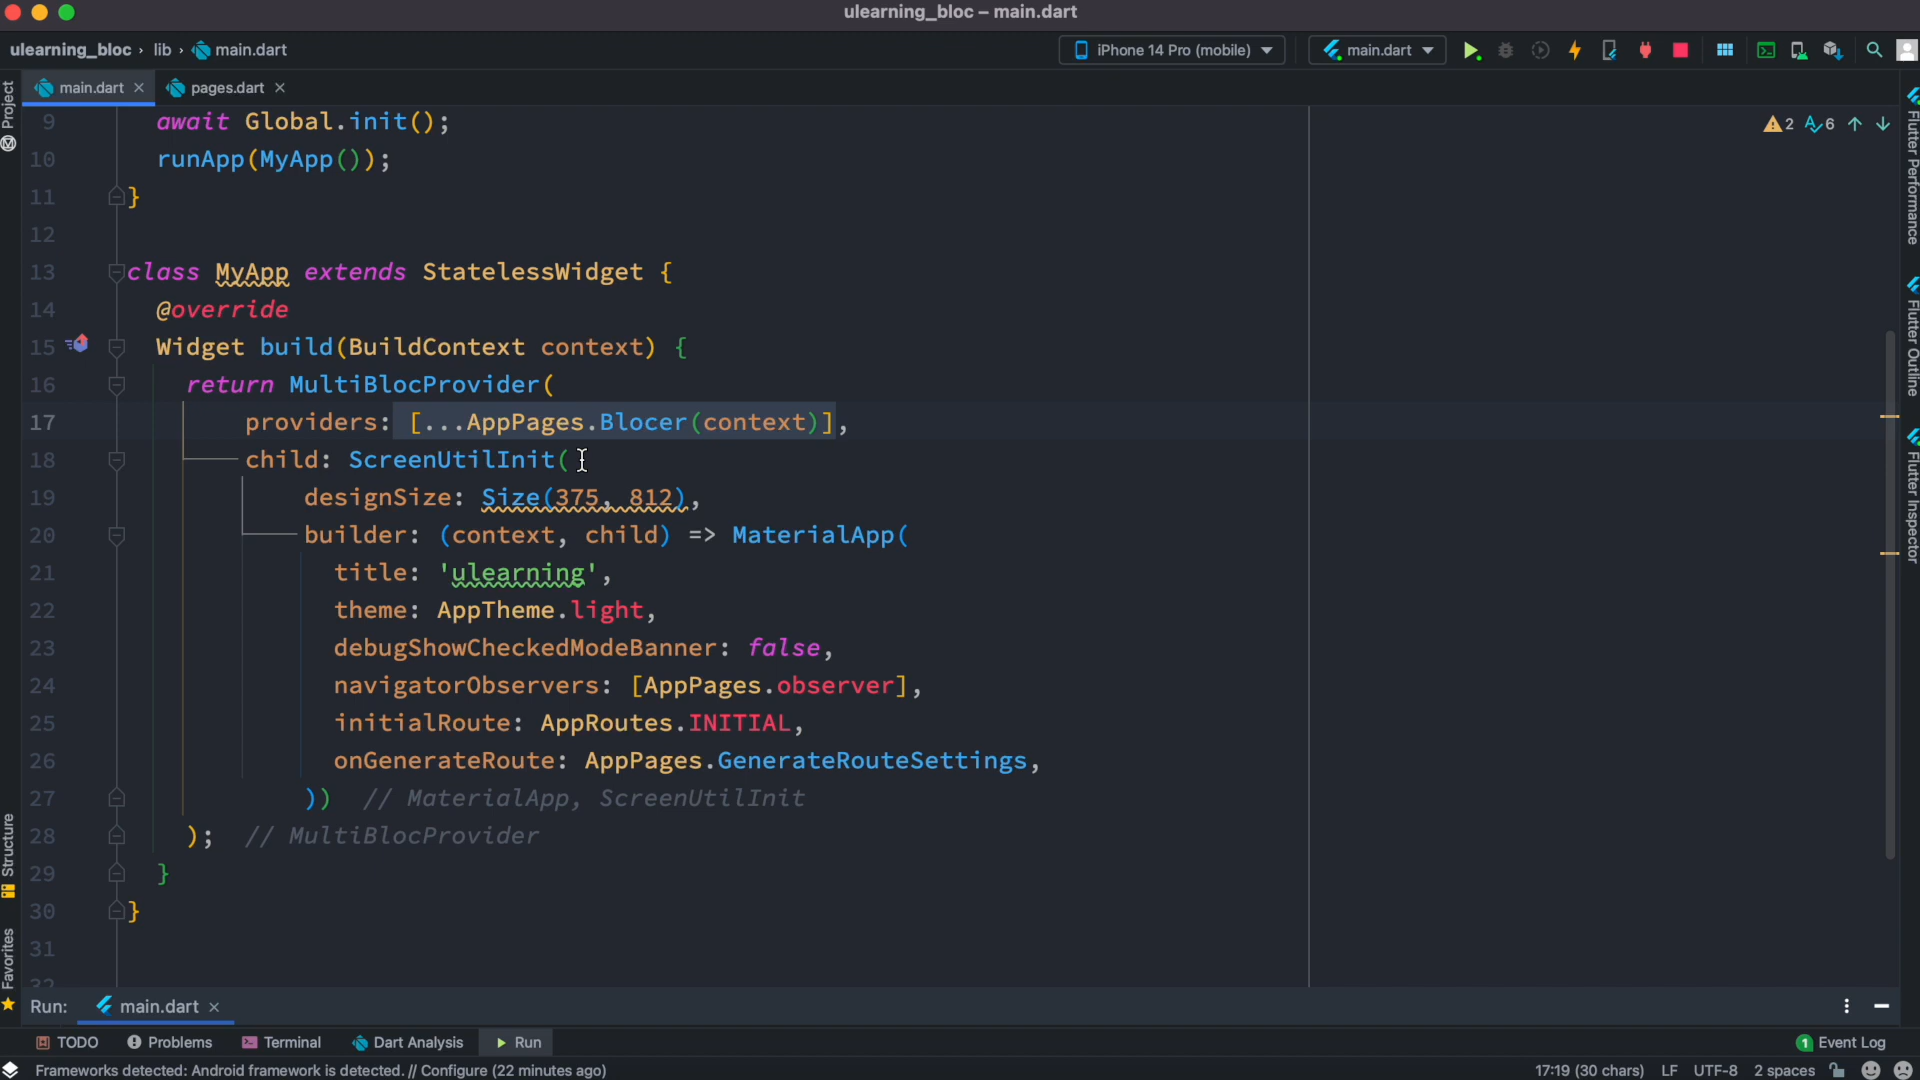 ulearning_bloc – main.dart
ulearning_bloc › lib › main.dart
iPhone 14 Pro (mobile)
main.dart
main.dart
pages.dart
2 6
9 await Global.init();
10 runApp(MyApp());
11 }
12
13 class MyApp extends StatelessWidget {
14 @override
15 Widget build(BuildContext context) {
16 return MultiBlocProvider(
17 providers: [...AppPages.Blocer(context)],
18 child: ScreenUtilInit(
19 designSize: Size(375, 812),
20 builder: (context, child) => MaterialApp(
21 title: 'ulearning',
22 theme: AppTheme.light,
23 debugShowCheckedModeBanner: false,
24 navigatorObservers: [AppPages.observer],
25 initialRoute: AppRoutes.INITIAL,
26 onGenerateRoute: AppPages.GenerateRouteSettings,
27 )) // MaterialApp, ScreenUtilInit
28 ); // MultiBlocProvider
29 }
30 }
31
32
Project
Structure
Favorites
Flutter Performance
Flutter Outline
Flutter Inspector
Run: main.dart
TODO Problems Terminal Dart Analysis Run
1 Event Log
Frameworks detected: Android framework is detected. // Configure (22 minutes ago)
17:19 (30 chars) LF UTF-8 2 spaces